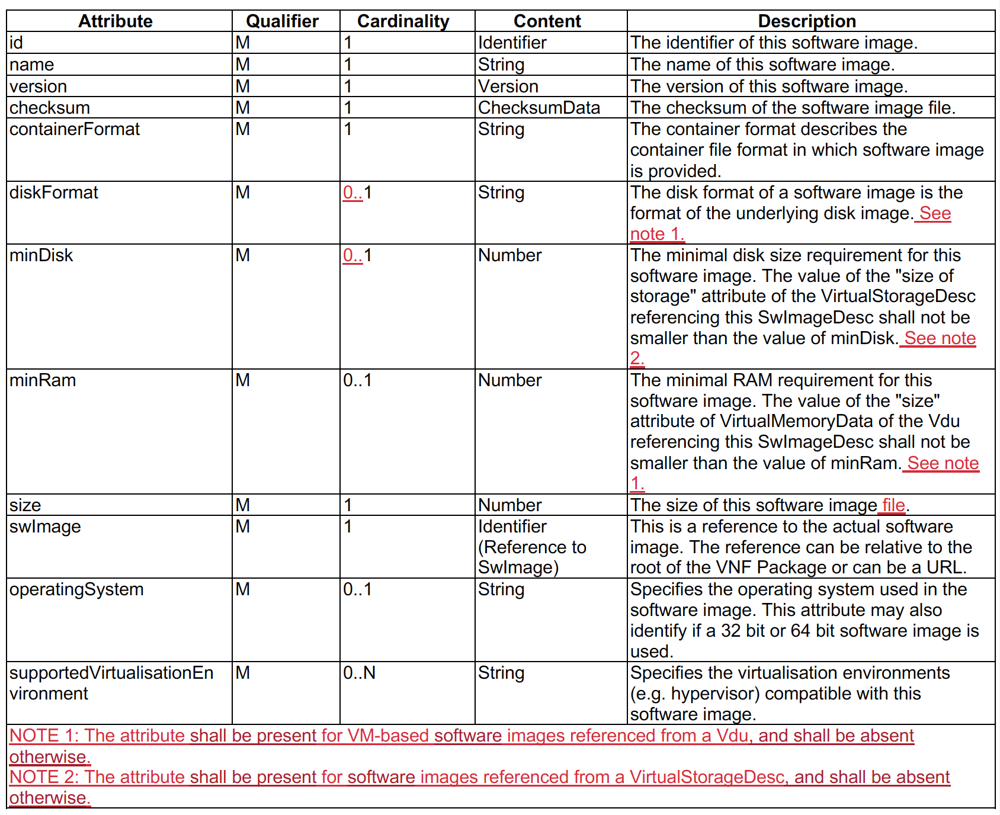 Attribute Qualifier Cardinality Content Description
id M 1 Identifier The identifier of this software image.
name M 1 String The name of this software image.
version M 1 Version The version of this software image.
checksum M 1 ChecksumData The checksum of the software image file.
containerFormat M 1 String The container format describes the
container file format in which software image
is provided.
diskFormat M 0..1 String The disk format of a software image is the
format of the underlying disk image. See
note 1.
minDisk M 0..1 Number The minimal disk size requirement for this
software image. The value of the "size of
storage" attribute of the VirtualStorageDesc
referencing this SwImageDesc shall not be
smaller than the value of minDisk. See note
2.
minRam M 0..1 Number The minimal RAM requirement for this
software image. The value of the "size"
attribute of VirtualMemoryData of the Vdu
referencing this SwImageDesc shall not be
smaller than the value of minRam. See note
1.
size M 1 Number The size of this software image file.
swImage M 1 Identifier This is a reference to the actual software
(Reference to image. The reference can be relative to the
SwImage) root of the VNF Package or can be a URL.
operatingSystem M 0..1 String Specifies the operating system used in the
software image. This attribute may also
identify if a 32 bit or 64 bit software image is
used.
supportedVirtualisationEn M 0..N String Specifies the virtualisation environments
vironment (e.g. hypervisor) compatible with this
software image.
NOTE 1: The attribute shall be present for VM-based software images referenced from a Vdu, and shall be absent
otherwise.
NOTE 2: The attribute shall be present for software images referenced from a VirtualStorageDesc, and shall be absent
otherwise.